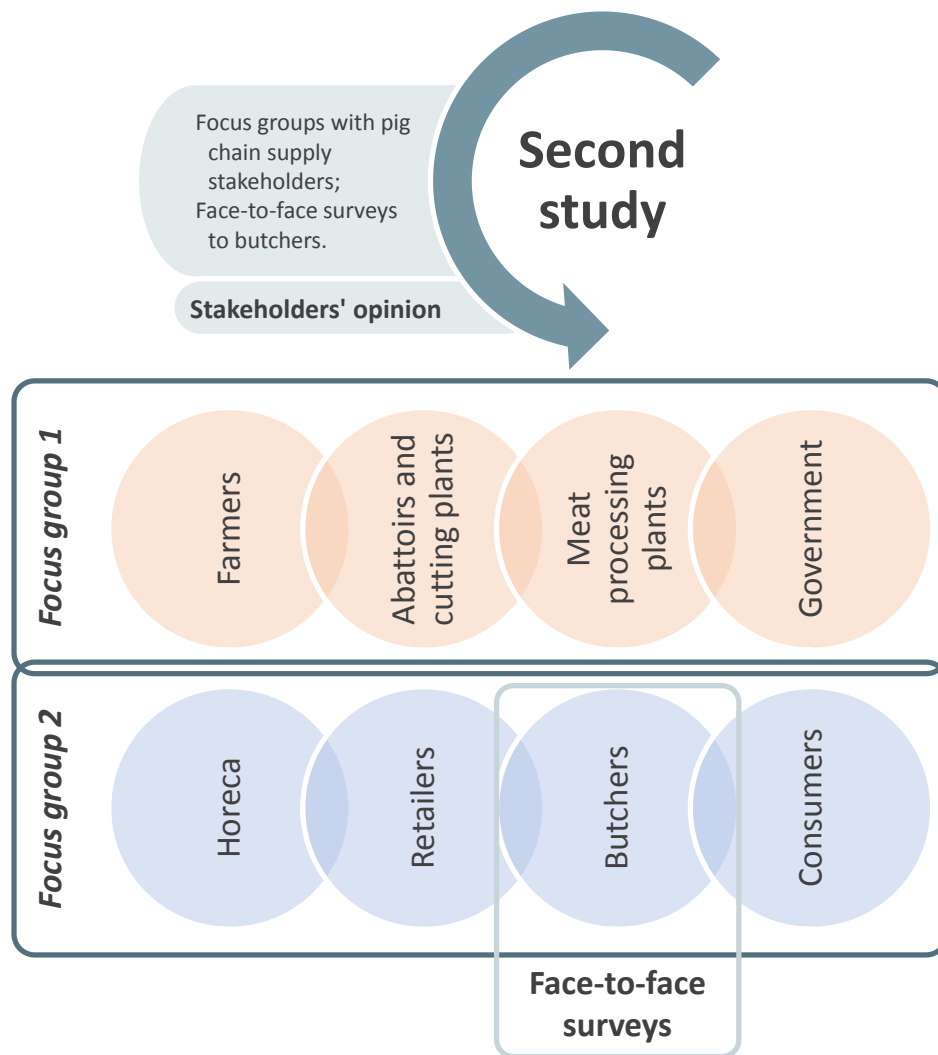 Focus groups with pig
chain supply
stakeholders;
Face-to-face surveys
to butchers.
Second
study
Stakeholders' opinion
Focus group 1
Farmers
Abattoirs and
cutting plants
Meat
processing
plants
Government
Focus group 2
Horeca
Retailers
Butchers
Consumers
Face-to-face
surveys